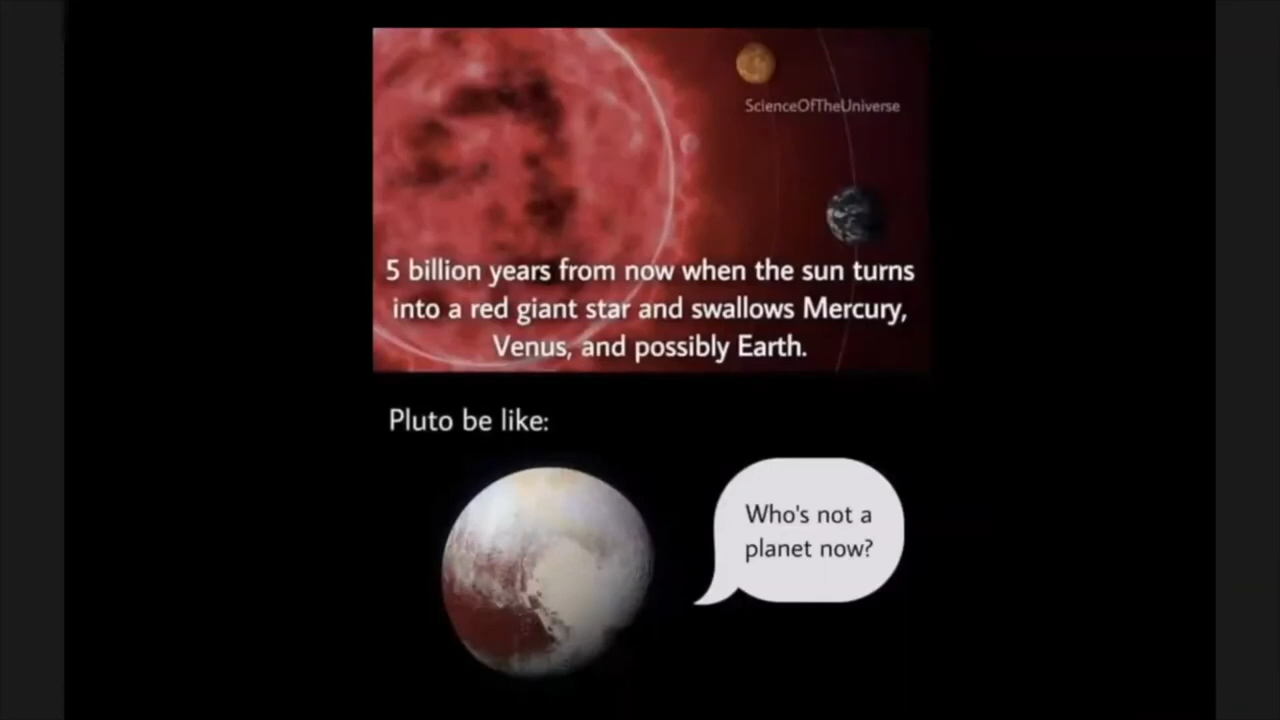 ScienceOfTheUniverse
5 billion years from now when the sun turns
into a red giant star and swallows Mercury,
Venus, and possibly Earth.
Pluto be like:
Who's not a
planet now?